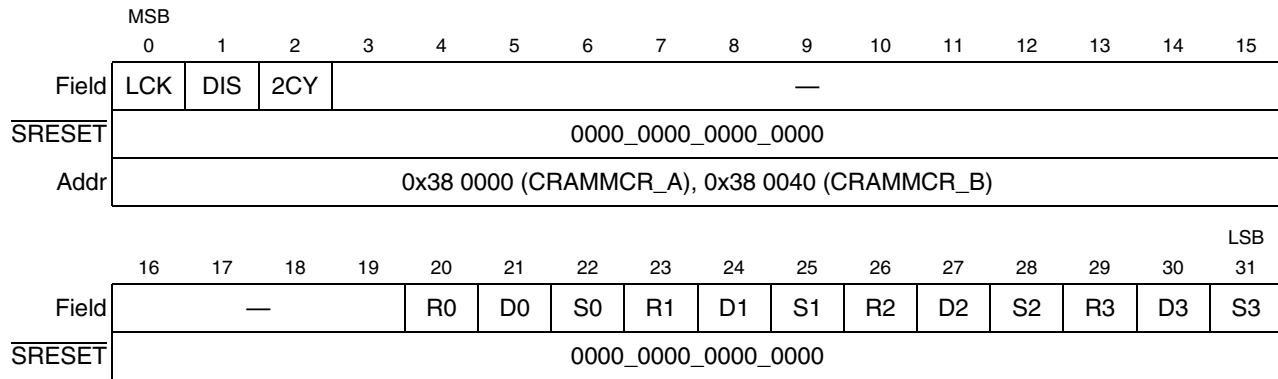 MSB
0 1 2 3 4 5 6 7 8 9 10 11 12 13 14 15
Field LCK DIS 2CY —
SRESET 0000_0000_0000_0000
Addr 0x38 0000 (CRAMMCR_A), 0x38 0040 (CRAMMCR_B)
LSB
16 17 18 19 20 21 22 23 24 25 26 27 28 29 30 31
Field — R0 D0 S0 R1 D1 S1 R2 D2 S2 R3 D3 S3
SRESET 0000_0000_0000_0000